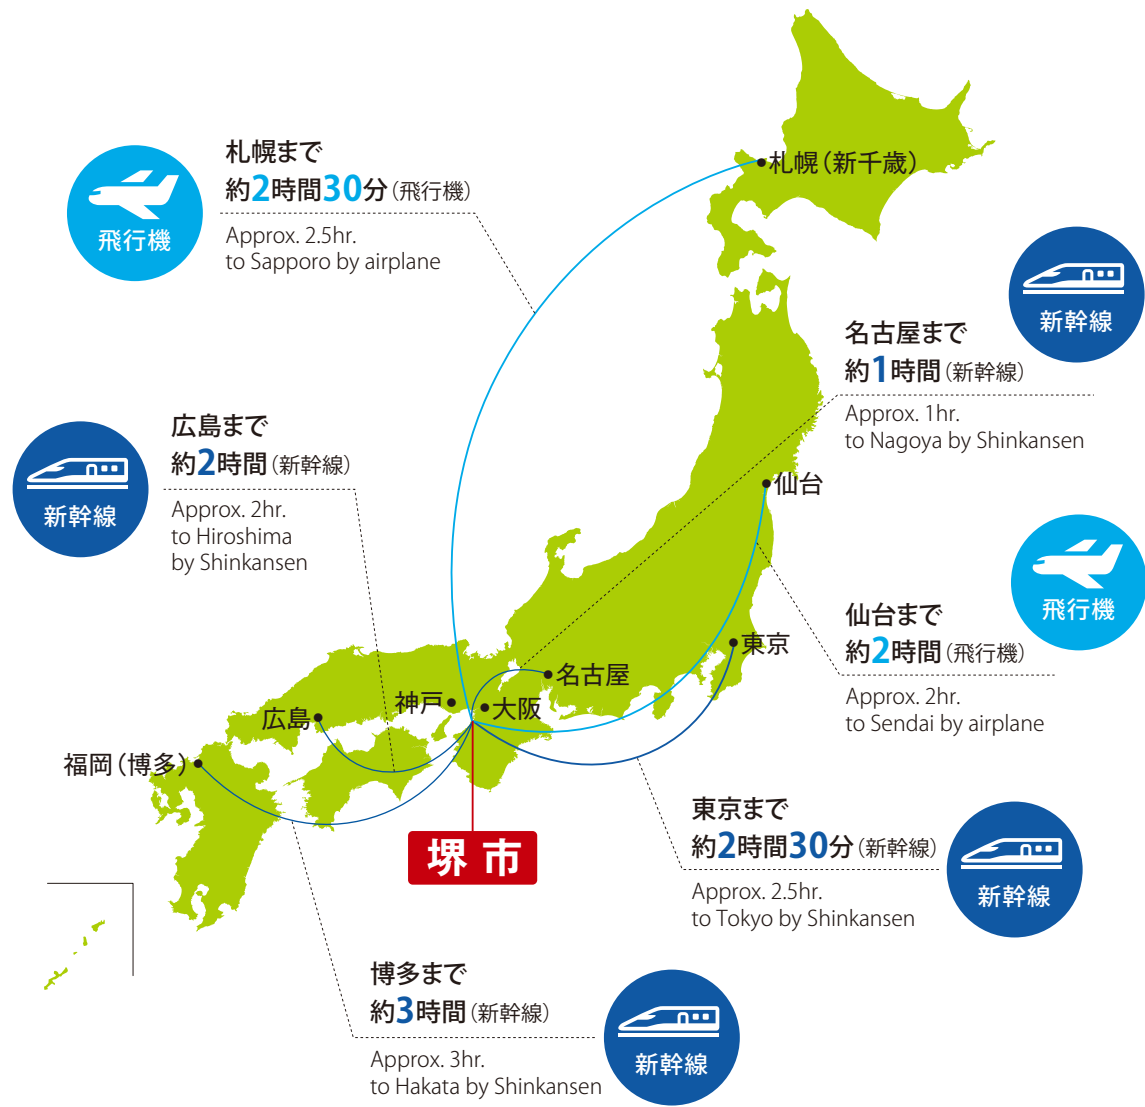 札幌まで
約2時間30分(飛行機)
Approx. 2.5hr.
to Sapporo by airplane
飛行機
札幌(新千歳)
新幹線
名古屋まで
約1時間(新幹線)
Approx. 1hr.
to Nagoya by Shinkansen
広島まで
約2時間(新幹線)
Approx. 2hr.
to Hiroshima
by Shinkansen
新幹線
仙台
飛行機
仙台まで
約2時間(飛行機)
Approx. 2hr.
to Sendai by airplane
東京
名古屋
神戸
大阪
広島
福岡(博多)
堺市
東京まで
約2時間30分(新幹線)
Approx. 2.5hr.
to Tokyo by Shinkansen
新幹線
博多まで
約3時間(新幹線)
Approx. 3hr.
to Hakata by Shinkansen
新幹線